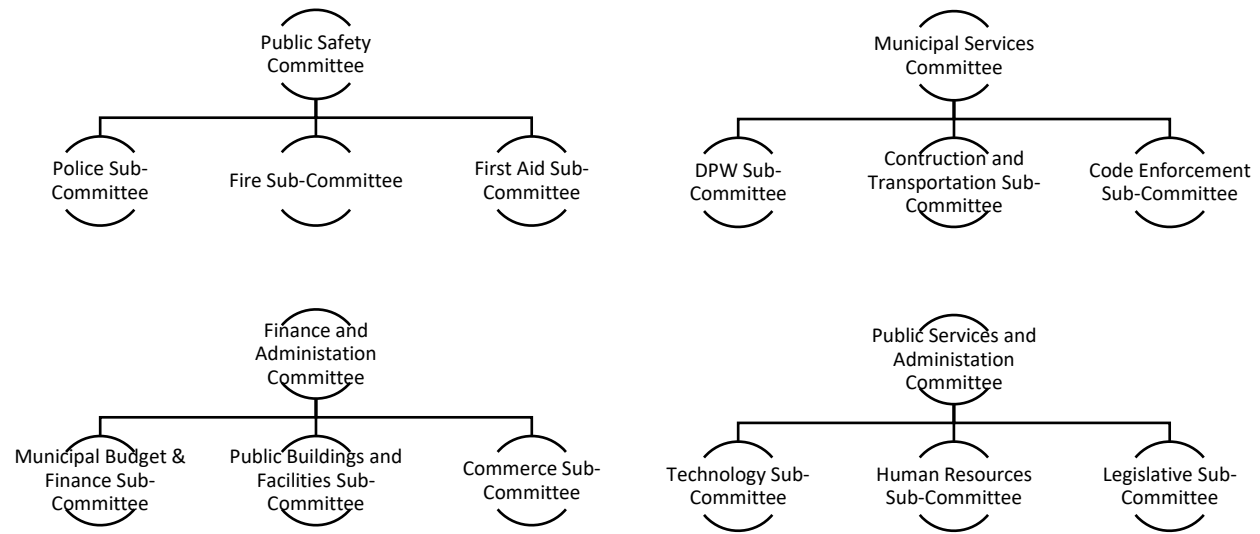 Public Safety
Committee
Police Sub-
Committee
Fire Sub-Committee
First Aid Sub-
Committee
Municipal Services
Committee
DPW Sub-
Committee
Contruction and
Transportation Sub-
Committee
Code Enforcement
Sub-Committee
Finance and
Administation
Committee
Municipal Budget &
Finance Sub-
Committee
Public Buildings and
Facilities Sub-
Committee
Commerce Sub-
Committee
Public Services and
Administation
Committee
Technology Sub-
Committee
Human Resources
Sub-Committee
Legislative Sub-
Committee